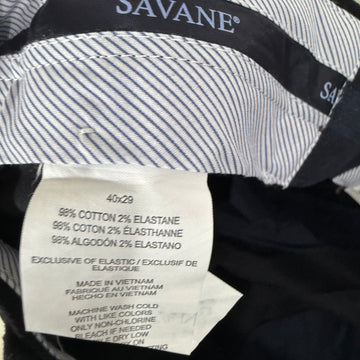 SAVANE®
SA
40x29
98% COTTON 2% ELASTANE
98% COTON 2% ÉLASTHANNE
98% ALGODÓN 2% ELASTANO
EXCLUSIVE OF ELASTIC / EXCLUSIF DE
ELASTIQUE
MADE IN VIETNAM
FABRIQUÉ AU VIETNAM
HECHO EN VIETNAM
MACHINE WASH COLD
WITH LIKE COLORS
ONLY NON-CHLORINE
BLEACH IF NEEDED